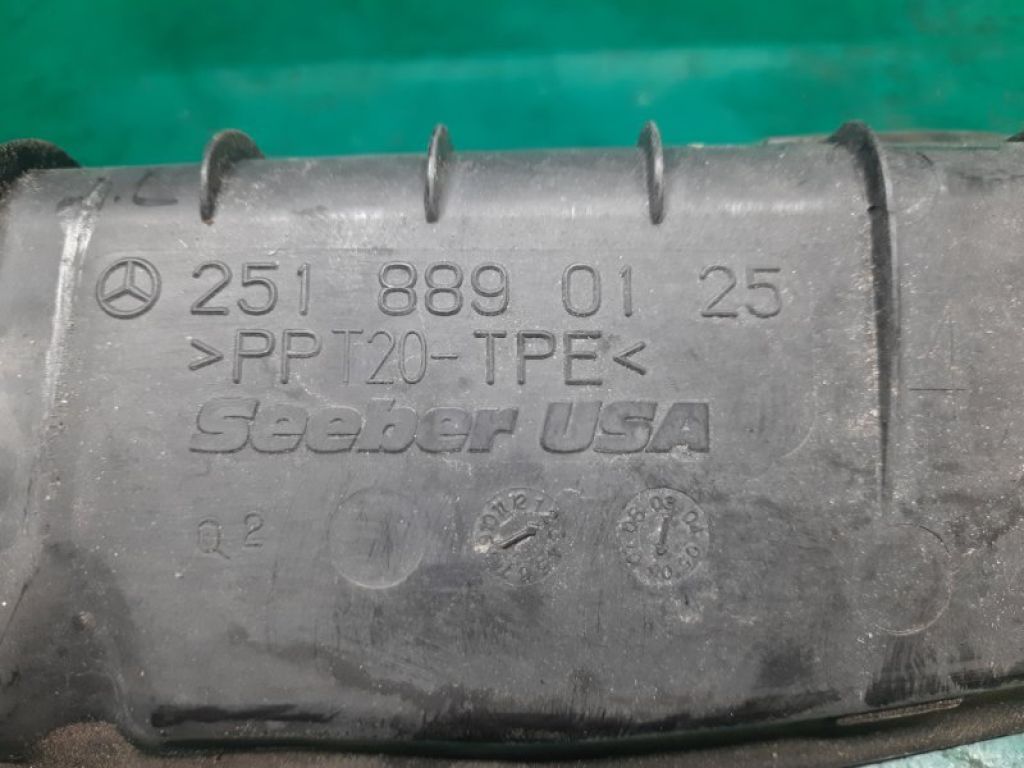 251 889 01 25
>PPT20-TPE<
Seeber USA
Q2